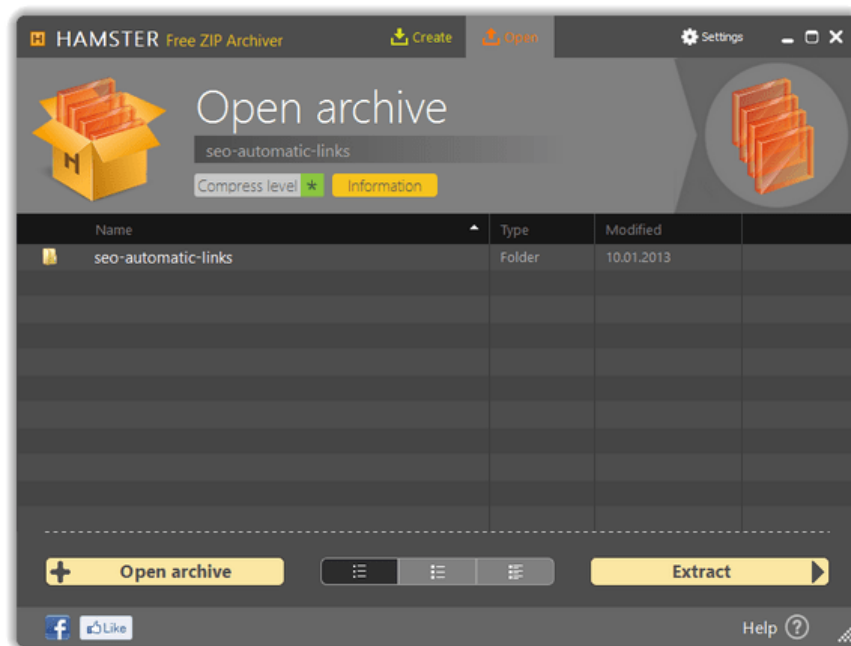 HAMSTER Free ZIP Archiver Create Open Settings
Open archive
seo-automatic-links
Compress level * Information
Name Type Modified
seo-automatic-links Folder 10.01.2013
Open archive Extract
f Like Help ?